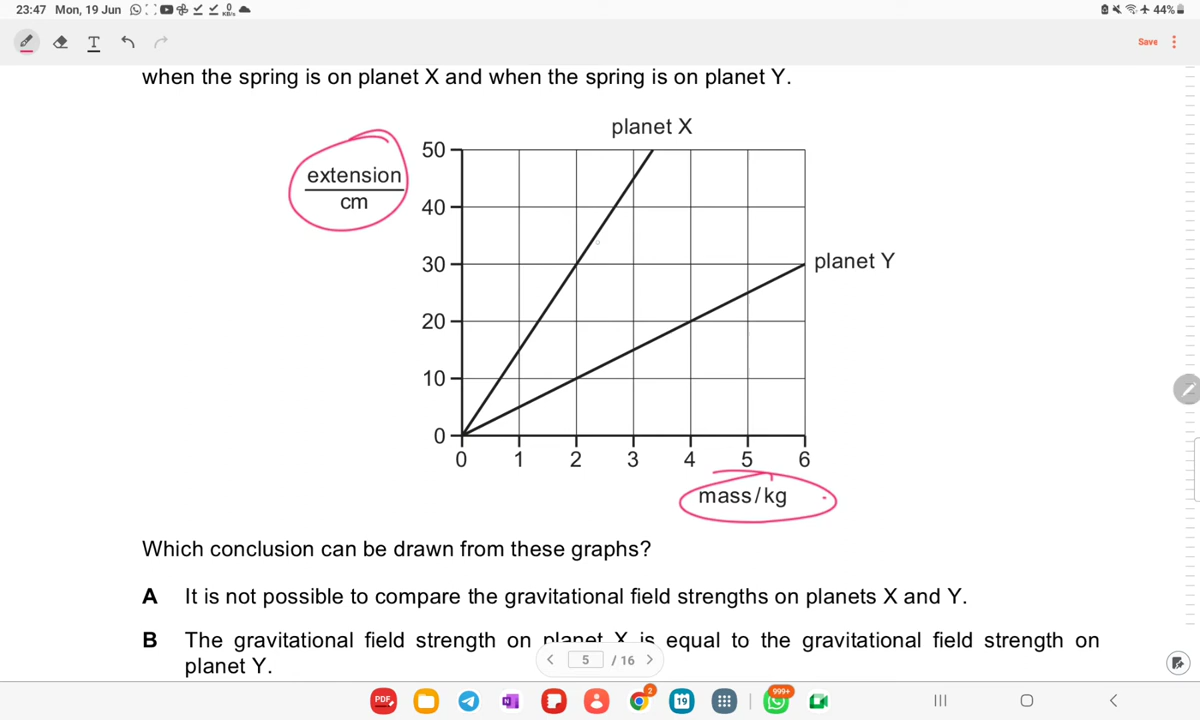 23:47 Mon, 19 Jun
0 KB/s
44%
T
Save
when the spring is on planet X and when the spring is on planet Y.
planet X
extension
cm
50
40
30
20
10
0
planet Y
0 1 2 3 4 5 6
mass/kg
Which conclusion can be drawn from these graphs?
A It is not possible to compare the gravitational field strengths on planets X and Y.
B The gravitational field strength on planet X is equal to the gravitational field strength on
planet Y.
5 / 16
PDF
N
2
19
999+